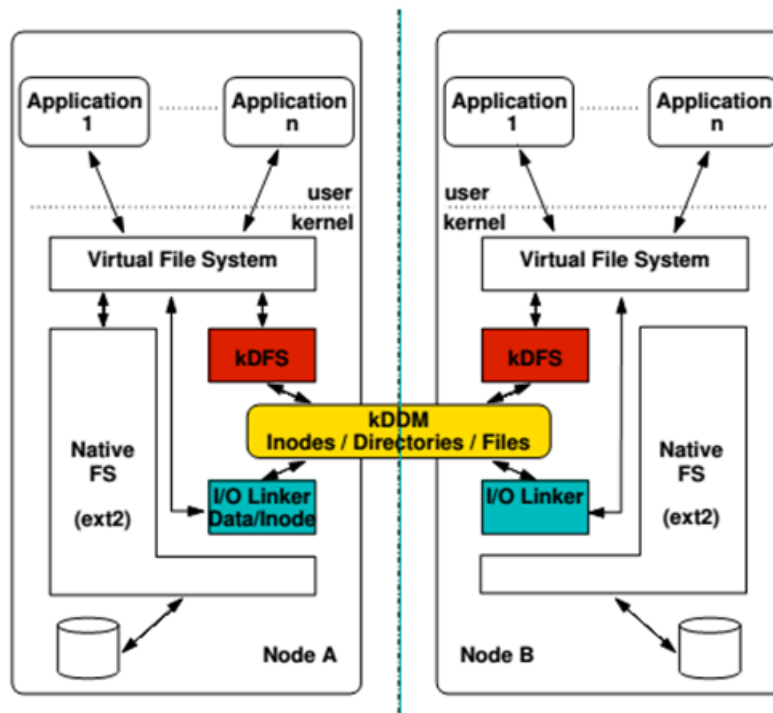 Application
1
Application
n
user
kernel
Virtual File System
kDFS
Native
FS
(ext2)
I/O Linker
Data/Inode
Node A
kDDM
Inodes / Directories / Files
Application
1
Application
n
user
kernel
Virtual File System
kDFS
I/O Linker
Native
FS
(ext2)
Node B